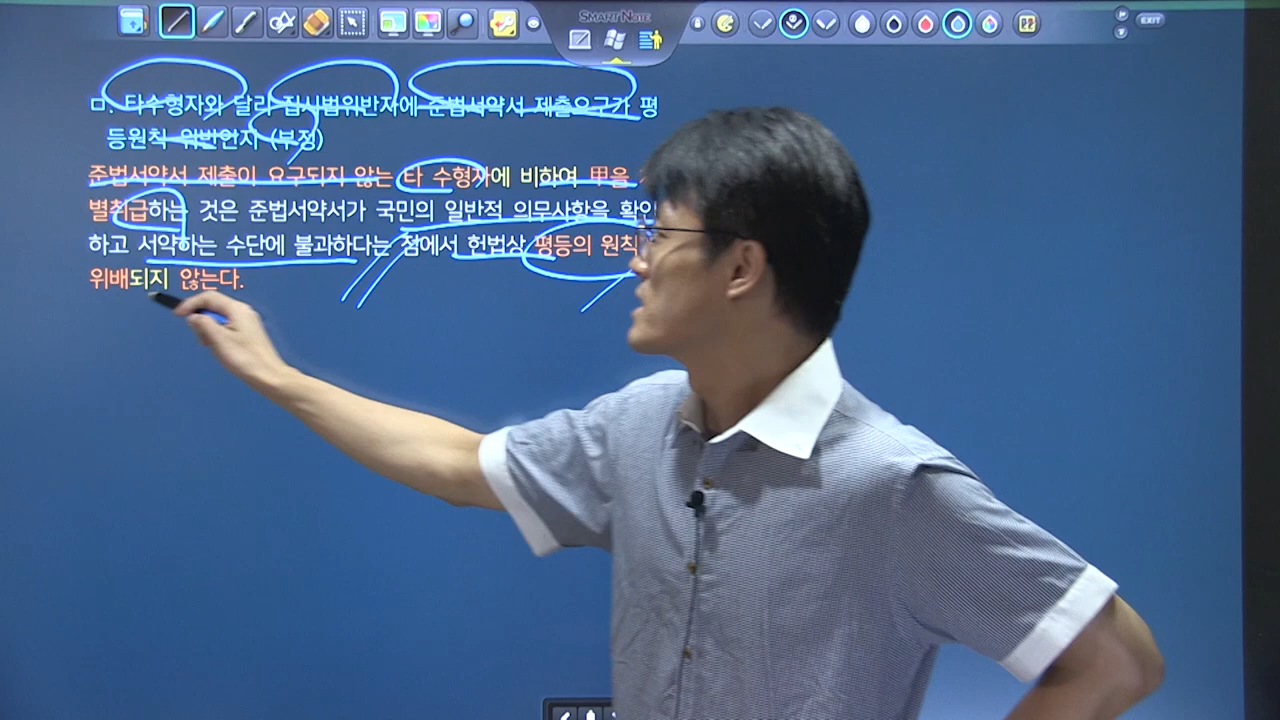 SMARTNOTE
EXIT
ㅁ. 타수형자와 달리 집시법위반자에 준법서약서 제출요구가 평
등원칙 위반인지 (부정)
준법서약서 제출이 요구되지 않는 타 수형자에 비하여 甲을
별취급하는 것은 준법서약서가 국민의 일반적 의무사항을 확인
하고 서약하는 수단에 불과하다는 점에서 헌법상 평등의 원칙
위배되지 않는다.